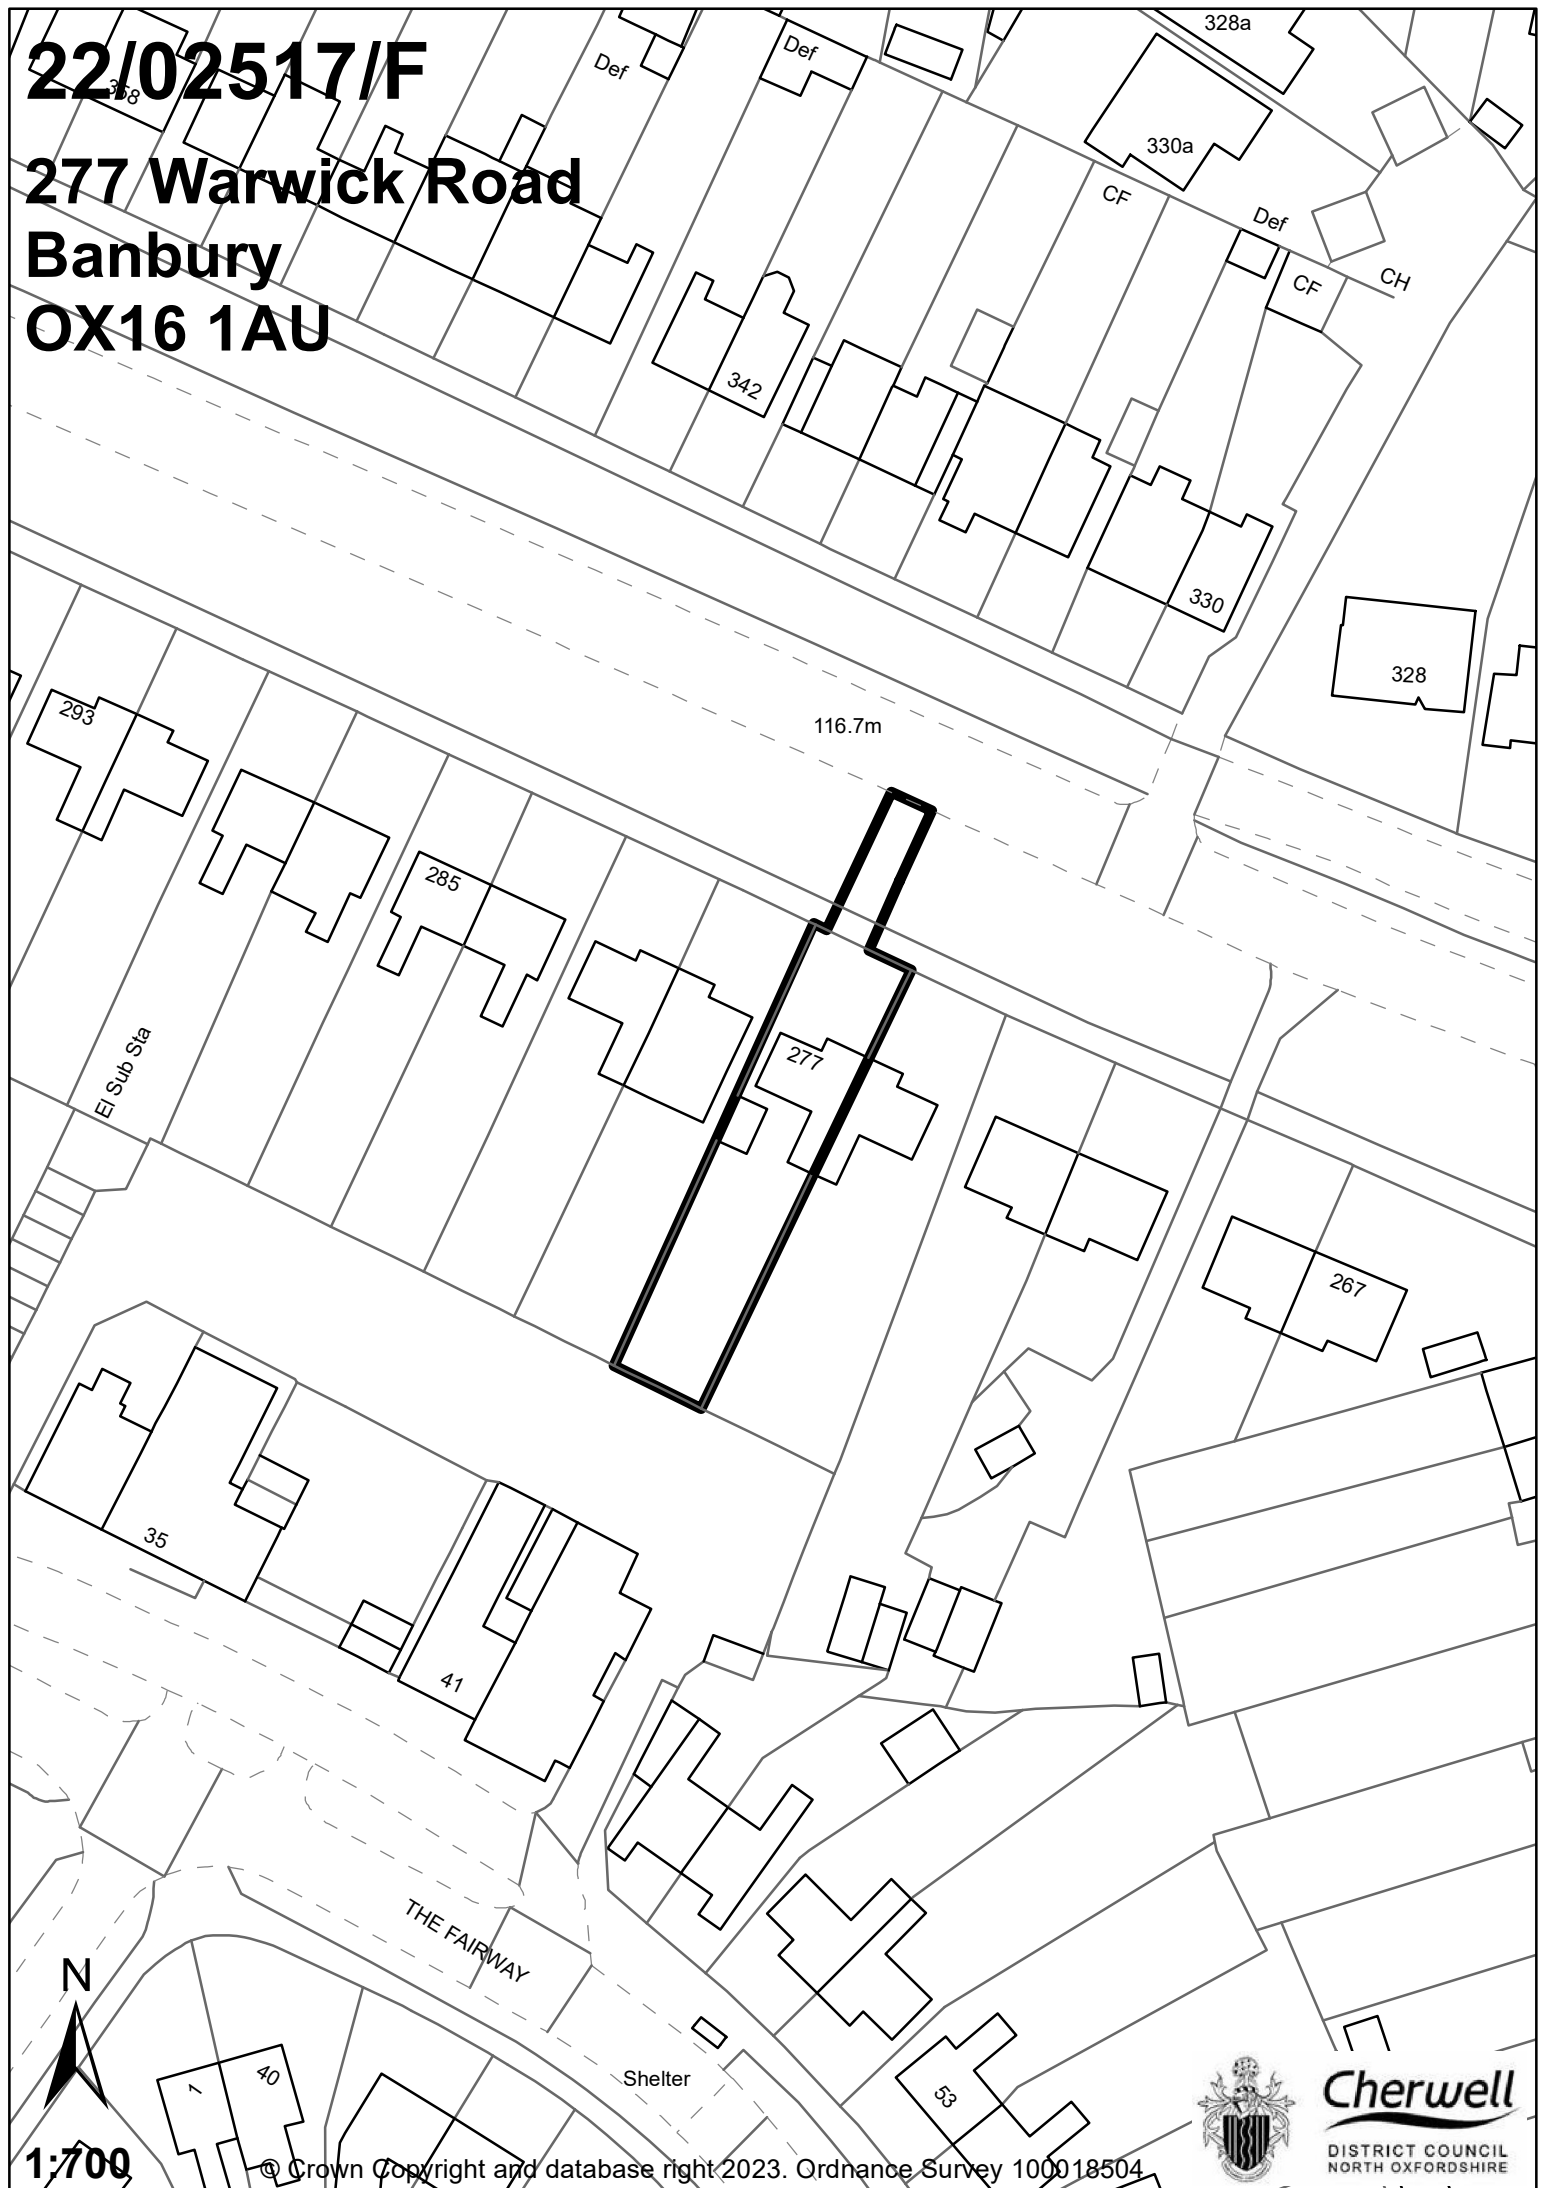 22/02517/F
277 Warwick Road
Banbury
OX16 1AU
328a
Def
Def
358
330a
CF
Def
CF
CH
342
330
328
293
116.7m
285
277
El Sub Sta
267
35
41
THE FAIRWAY
N
Shelter
1
40
53
Cherwell
DISTRICT COUNCIL
NORTH OXFORDSHIRE
1:700
© Crown Copyright and database right 2023. Ordnance Survey 100018504